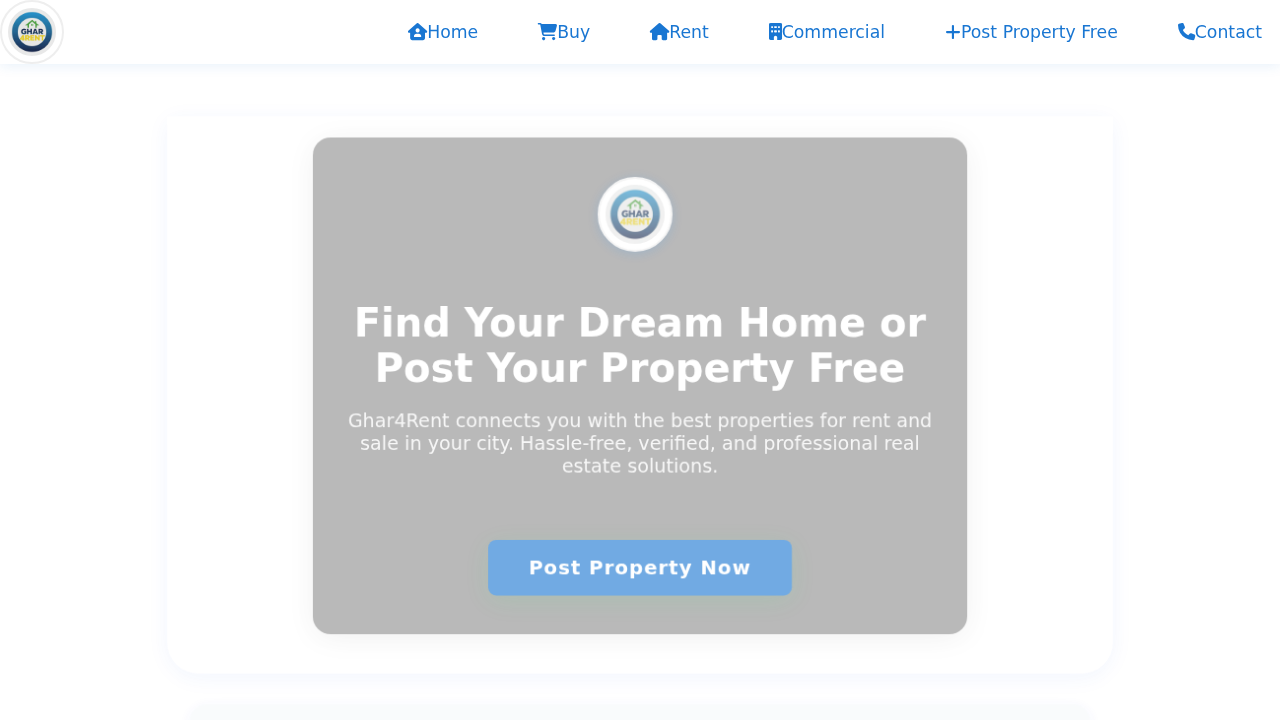 GHAR
4RENT
Home
Buy
Rent
Commercial
Post Property Free
Contact
GHAR
4RENT
Find Your Dream Home or
Post Your Property Free
Ghar4Rent connects you with the best properties for rent and
sale in your city. Hassle-free, verified, and professional real
estate solutions.
Post Property Now